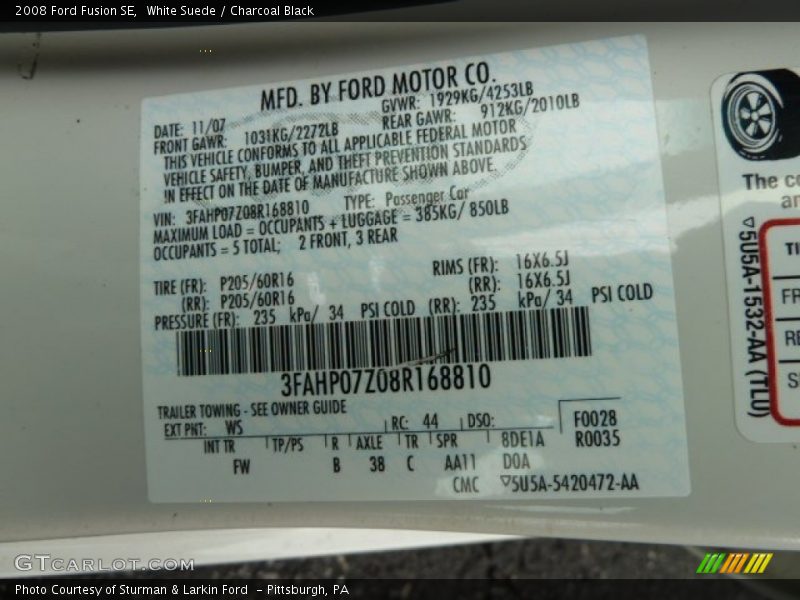 2008 Ford Fusion SE,  White Suede / Charcoal Black
MFD. BY FORD MOTOR CO.
DATE: 11/07 GVWR: 1929KG/4253LB
FRONT GAWR: 1031KG/2272LB REAR GAWR: 912KG/2010LB
THIS VEHICLE CONFORMS TO ALL APPLICABLE FEDERAL MOTOR
VEHICLE SAFETY, BUMPER, AND THEFT PREVENTION STANDARDS
IN EFFECT ON THE DATE OF MANUFACTURE SHOWN ABOVE.
VIN: 3FAHP07Z08R168810 TYPE: Passenger Car
MAXIMUM LOAD = OCCUPANTS + LUGGAGE = 385KG/ 850LB
OCCUPANTS = 5 TOTAL; 2 FRONT, 3 REAR
TIRE (FR): P205/60R16 RIMS (FR): 16X6.5J
(RR): P205/60R16 (RR): 16X6.5J
PRESSURE (FR): 235 kPa/ 34 PSI COLD (RR): 235 kPa/ 34 PSI COLD
3FAHP07Z08R168810
TRAILER TOWING - SEE OWNER GUIDE
EXT PNT: WS RC: 44 DSO: F0028
INT TR TP/PS R AXLE TR SPR 8DE1A R0035
FW B 38 C AA11 D0A
CMC ▽5U5A-5420472-AA
The
▽5U5A-1532-AA (TLU)
GTCARLOT.COM
Photo Courtesy of Sturman & Larkin Ford  - Pittsburgh, PA